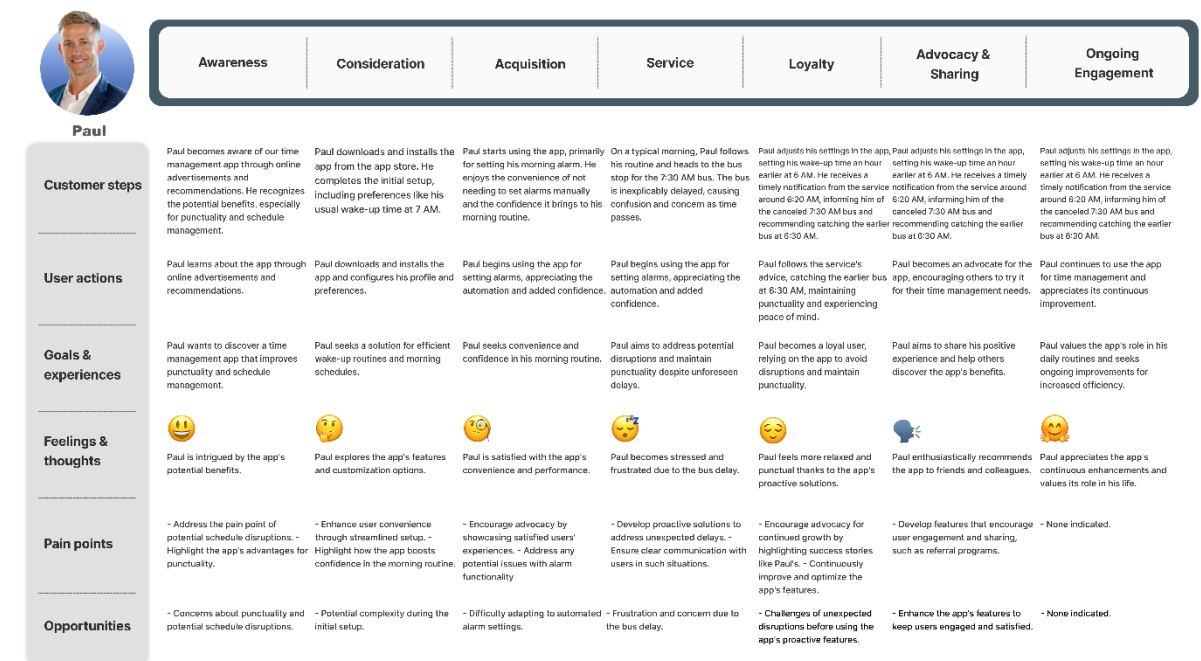 Awareness
Consideration
Acquisition
Service
Loyalty
Advocacy &
Sharing
Ongoing
Engagement
Paul
Customer steps
Paul becomes aware of our time
management app through online
advertisements and
recommendations. He recognizes
the potential benefits, especially
for punctuality and schedule
management.
Paul downloads and installs the
app from the app store. He
completes the initial setup,
including preferences like his
usual wake-up time at 7 AM.
Paul starts using the app, primarily
for setting his morning alarm. He
enjoys the convenience of not
needing to set alarms manually
and the confidence it brings to his
morning routine.
On a typical morning, Paul follows
his routine and heads to the bus
stop for the 7:30 AM bus. The bus
is inexplicably delayed, causing
confusion and concern as time
passes.
Paul adjusts his settings in the app,
setting his wake-up time an hour
earlier at 6 AM. He receives a
timely notification from the service
around 6:20 AM, informing him of
the canceled 7:30 AM bus and
recommending catching the earlier
bus at 6:30 AM.
Paul adjusts his settings in the app,
setting his wake-up time an hour
earlier at 6 AM. He receives a timely
notification from the service around
6:20 AM, informing him of the
canceled 7:30 AM bus and
recommending catching the earlier
bus at 6:30 AM.
Paul adjusts his settings in the app,
setting his wake-up time an hour
earlier at 6 AM. He receives a
timely notification from the service
around 6:20 AM, informing him of
the canceled 7:30 AM bus and
recommending catching the earlier
bus at 6:30 AM.
User actions
Paul learns about the app through
online advertisements and
recommendations.
Paul downloads and installs the
app and configures his profile and
preferences.
Paul begins using the app for
setting alarms, appreciating the
automation and added confidence.
Paul begins using the app for
setting alarms, appreciating the
automation and added
confidence.
Paul follows the service's
advice, catching the earlier bus
at 6:30 AM, maintaining
punctuality and experiencing
peace of mind.
Paul becomes an advocate for the
app, encouraging others to try it
for their time management needs.
Paul continues to use the app
for time management and
appreciates its continuous
improvement.
Goals &
experiences
Paul wants to discover a time
management app that improves
punctuality and schedule
management.
Paul seeks a solution for efficient
wake-up routines and morning
schedules.
Paul seeks convenience and
confidence in his morning routine.
Paul aims to address potential
disruptions and maintain
punctuality despite unforeseen
delays.
Paul becomes a loyal user,
relying on the app to avoid
disruptions and maintain
punctuality.
Paul aims to share his positive
experience and help others
discover the app's benefits.
Paul values the app's role in his
daily routines and seeks
ongoing improvements for
increased efficiency.
Feelings &
thoughts
Paul is intrigued by the app's
potential benefits.
Paul explores the app's features
and customization options.
Paul is satisfied with the app's
convenience and performance.
Paul becomes stressed and
frustrated due to the bus delay.
Paul feels more relaxed and
punctual thanks to the app's
proactive solutions.
Paul enthusiastically recommends
the app to friends and colleagues.
Paul appreciates the app's
continuous enhancements and
values its role in his life.
Pain points
- Address the pain point of
potential schedule disruptions. -
Highlight the app's advantages for
punctuality.
- Enhance user convenience
through streamlined setup. -
Highlight how the app boosts
confidence in the morning routine.
- Encourage advocacy by
showcasing satisfied users'
experiences. - Address any
potential issues with alarm
functionality
- Develop proactive solutions to
address unexpected delays. -
Ensure clear communication with
users in such situations.
- Encourage advocacy for
continued growth by
highlighting success stories
like Paul's. - Continuously
improve and optimize the
app's features.
- Develop features that encourage
user engagement and sharing,
such as referral programs.
- None indicated.
Opportunities
- Concerns about punctuality and
potential schedule disruptions.
- Potential complexity during the
initial setup.
- Difficulty adapting to automated
alarm settings.
- Frustration and concern due to
the bus delay.
- Challenges of unexpected
disruptions before using the
app's proactive features.
- Enhance the app's features to
keep users engaged and satisfied.
- None indicated.